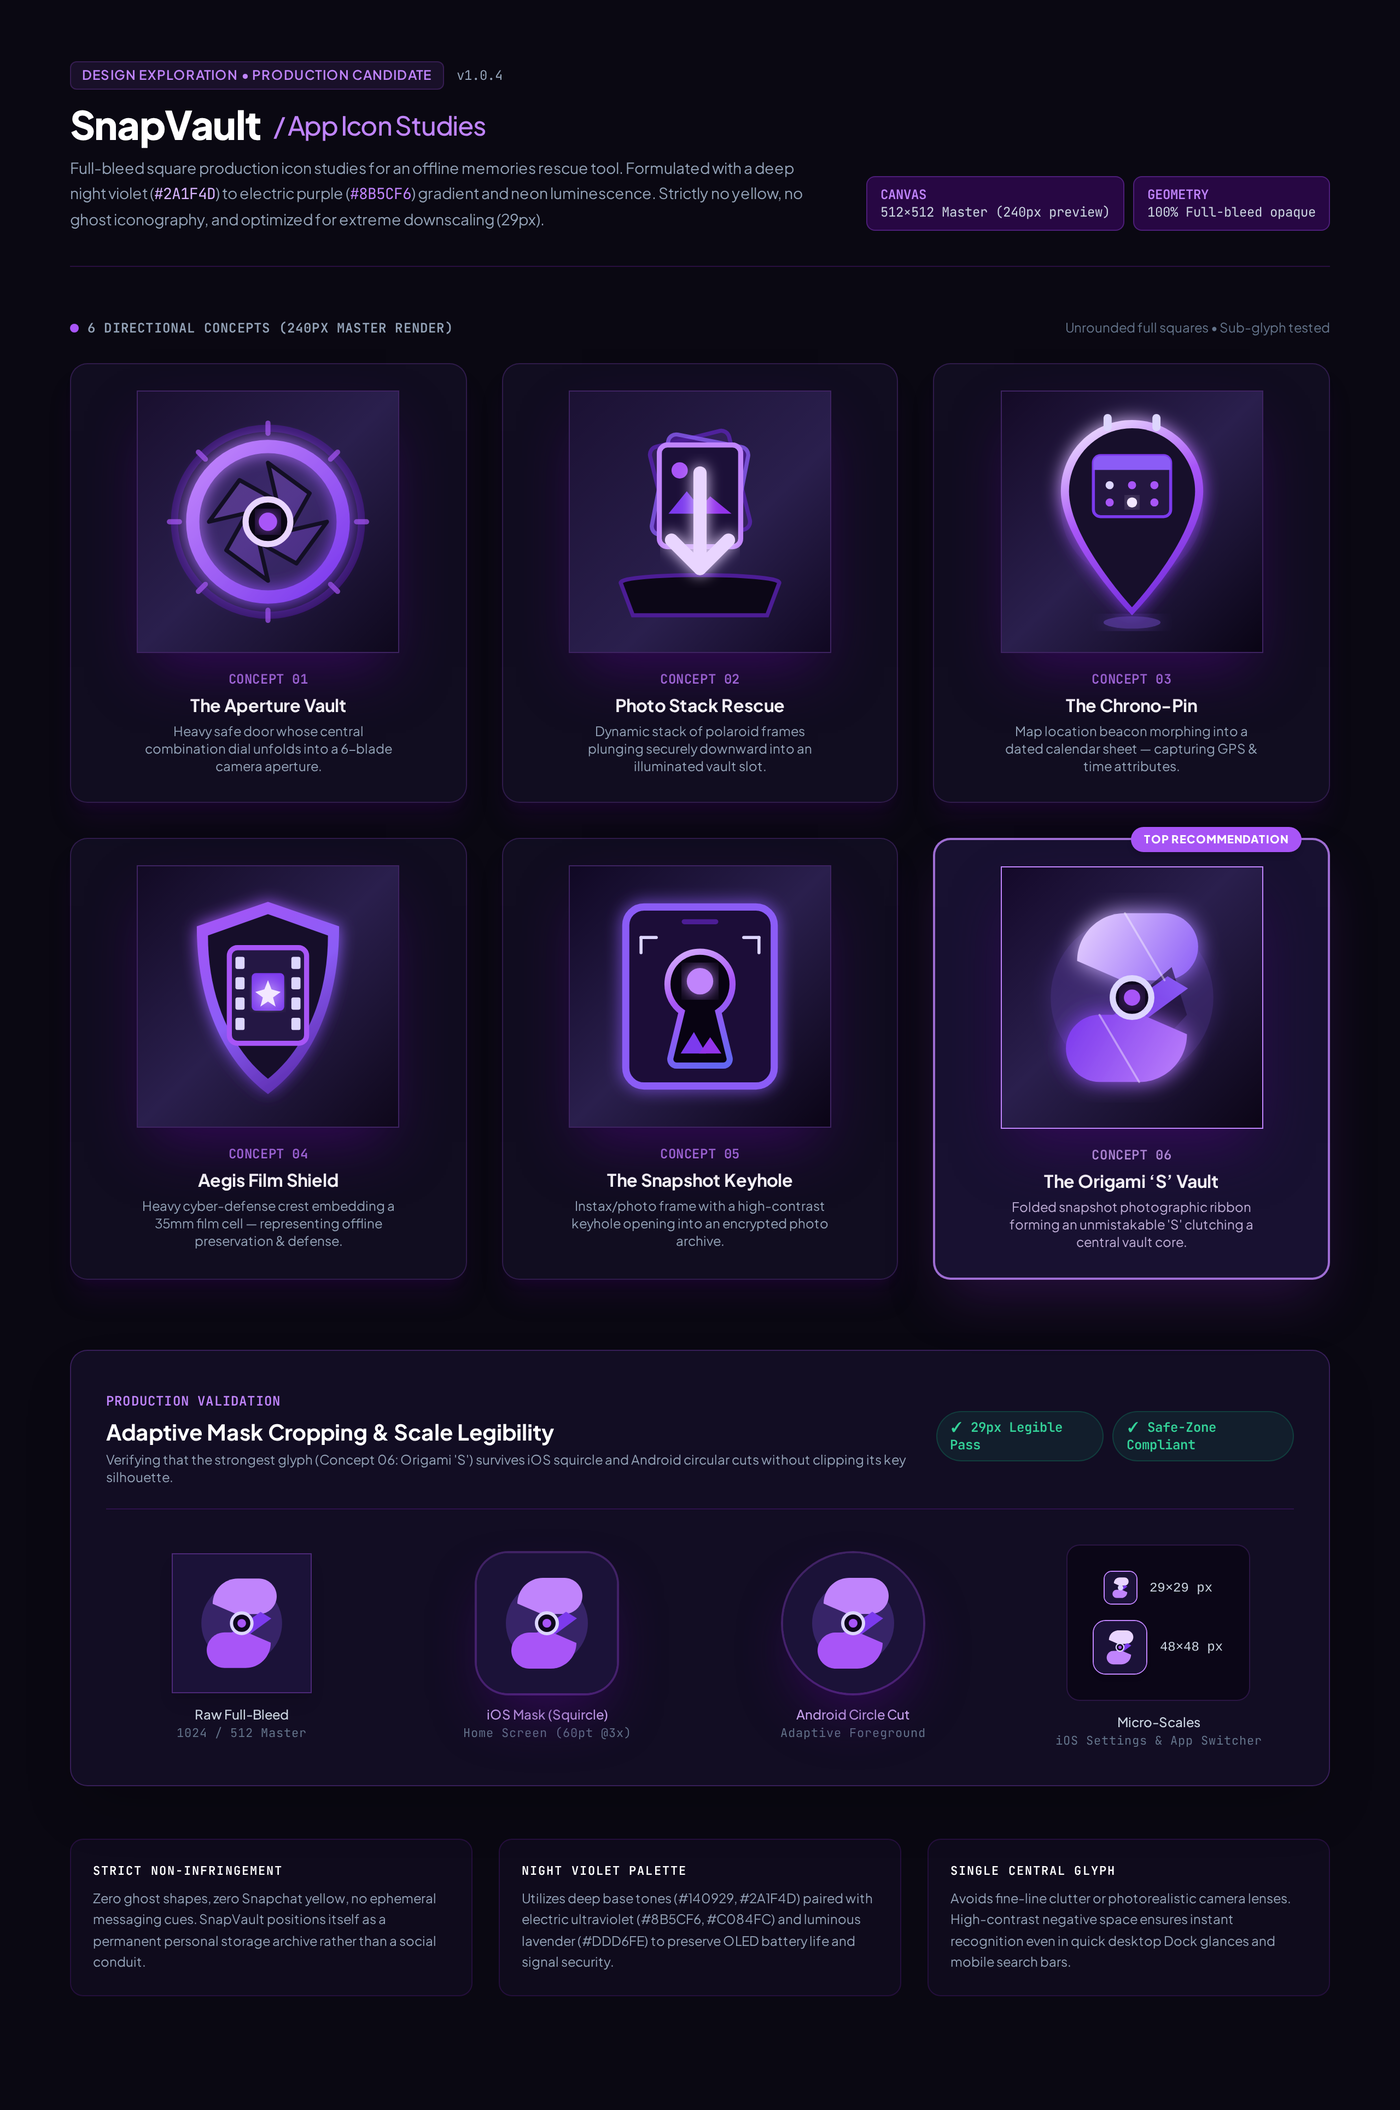 DESIGN EXPLORATION • PRODUCTION CANDIDATE v1.0.4
SnapVault / App Icon Studies
Full-bleed square production icon studies for an offline memories rescue tool. Formulated with a deep
night violet (#2A1F4D) to electric purple (#8B5CF6) gradient and neon luminescence. Strictly no yellow, no
ghost iconography, and optimized for extreme downscaling (29px).
CANVAS
512×512 Master (240px preview)
GEOMETRY
100% Full-bleed opaque
6 DIRECTIONAL CONCEPTS (240PX MASTER RENDER)
Unrounded full squares • Sub-glyph tested
CONCEPT 01
The Aperture Vault
Heavy safe door whose central
combination dial unfolds into a 6-blade
camera aperture.
CONCEPT 02
Photo Stack Rescue
Dynamic stack of polaroid frames
plunging securely downward into an
illuminated vault slot.
CONCEPT 03
The Chrono-Pin
Map location beacon morphing into a
dated calendar sheet — capturing GPS &
time attributes.
CONCEPT 04
Aegis Film Shield
Heavy cyber-defense crest embedding a
35mm film cell — representing offline
preservation & defense.
CONCEPT 05
The Snapshot Keyhole
Instax/photo frame with a high-contrast
keyhole opening into an encrypted photo
archive.
TOP RECOMMENDATION
CONCEPT 06
The Origami ‘S’ Vault
Folded snapshot photographic ribbon
forming an unmistakable 'S' clutching a
central vault core.
PRODUCTION VALIDATION
Adaptive Mask Cropping & Scale Legibility
Verifying that the strongest glyph (Concept 06: Origami 'S') survives iOS squircle and Android circular cuts without clipping its key
silhouette.
✓ 29px Legible
Pass
✓ Safe-Zone
Compliant
Raw Full-Bleed
1024 / 512 Master
iOS Mask (Squircle)
Home Screen (60pt @3x)
Android Circle Cut
Adaptive Foreground
29×29 px
48×48 px
Micro-Scales
iOS Settings & App Switcher
STRICT NON-INFRINGEMENT
Zero ghost shapes, zero Snapchat yellow, no ephemeral
messaging cues. SnapVault positions itself as a
permanent personal storage archive rather than a social
conduit.
NIGHT VIOLET PALETTE
Utilizes deep base tones (#140929, #2A1F4D) paired with
electric ultraviolet (#8B5CF6, #C084FC) and luminous
lavender (#DDD6FE) to preserve OLED battery life and
signal security.
SINGLE CENTRAL GLYPH
Avoids fine-line clutter or photorealistic camera lenses.
High-contrast negative space ensures instant
recognition even in quick desktop Dock glances and
mobile search bars.